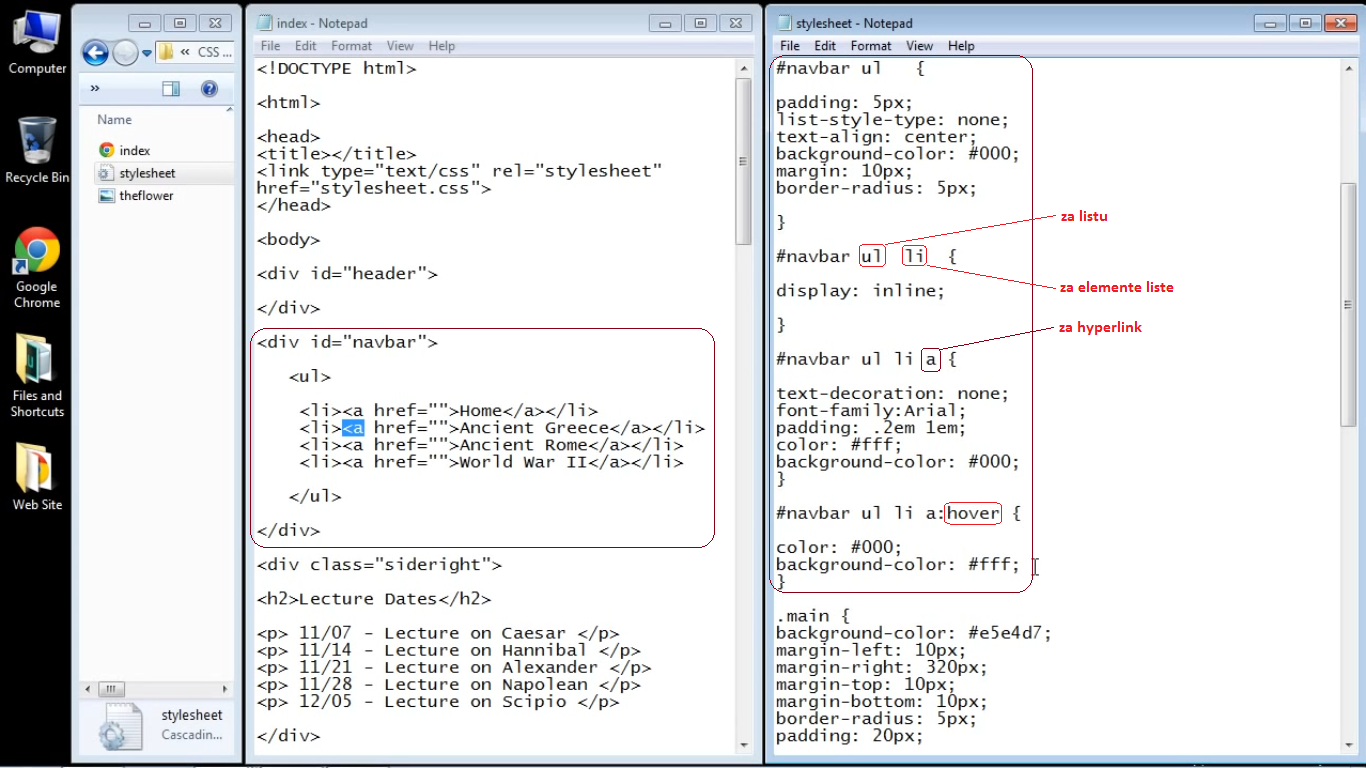 Computer
Recycle Bin
Google
Chrome
Files and
Shortcuts
Web Site
« CSS ...
»
Name
index
stylesheet
theflower
stylesheet
Cascadin...
index - Notepad
File Edit Format View Help
<!DOCTYPE html>
<html>
<head>
<title></title>
<link type="text/css" rel="stylesheet"
href="stylesheet.css">
</head>
<body>
<div id="header">
</div>
<div id="navbar">
<ul>
<li><a href="">Home</a></li>
<li><a href="">Ancient Greece</a></li>
<li><a href="">Ancient Rome</a></li>
<li><a href="">World War II</a></li>
</ul>
</div>
<div class="sideright">
<h2>Lecture Dates</h2>
<p> 11/07 - Lecture on Caesar </p>
<p> 11/14 - Lecture on Hannibal </p>
<p> 11/21 - Lecture on Alexander </p>
<p> 11/28 - Lecture on Napolean </p>
<p> 12/05 - Lecture on Scipio </p>
</div>
stylesheet - Notepad
File Edit Format View Help
#navbar ul {
padding: 5px;
list-style-type: none;
text-align: center;
background-color: #000;
margin: 10px;
border-radius: 5px;
}
za listu
#navbar ul li {
za elemente liste
display: inline;
}
za hyperlink
#navbar ul li a {
text-decoration: none;
font-family:Arial;
padding: .2em 1em;
color: #fff;
background-color: #000;
}
#navbar ul li a:hover {
color: #000;
background-color: #fff;
}
.main {
background-color: #e5e4d7;
margin-left: 10px;
margin-right: 320px;
margin-top: 10px;
margin-bottom: 10px;
border-radius: 5px;
padding: 20px;